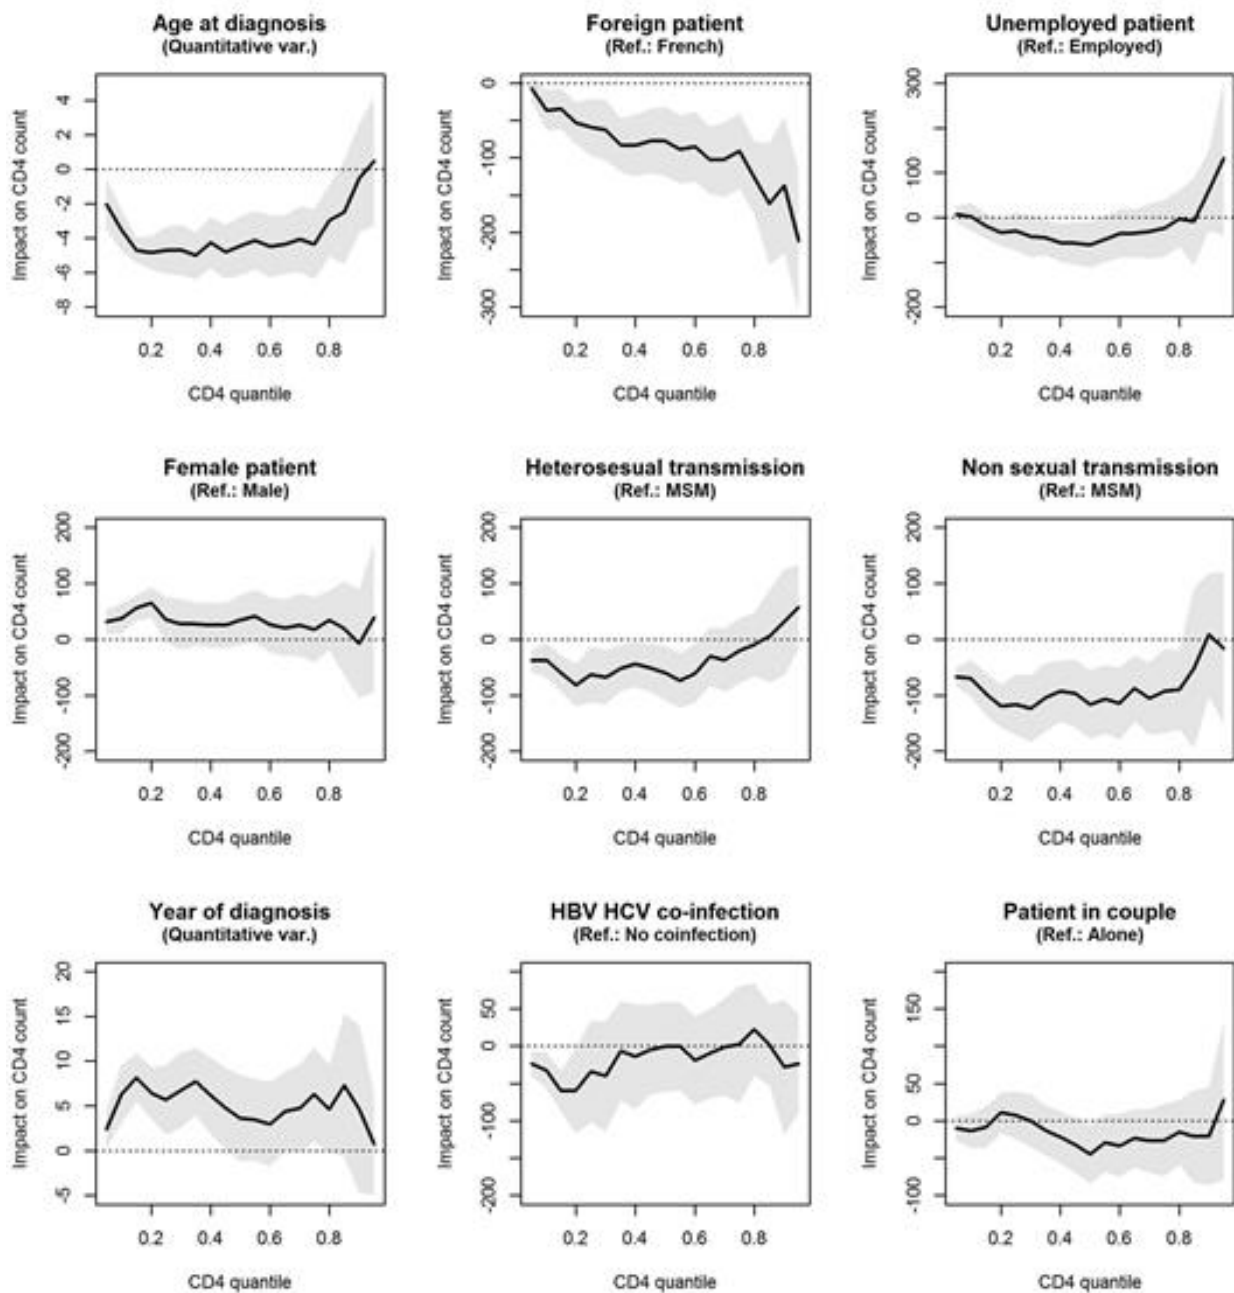 Age at diagnosis
(Quantitative var.)
Impact on CD4 count
4
2
0
-2
-4
-6
-8
0.2 0.4 0.6 0.8
CD4 quantile
Foreign patient
(Ref.: French)
Impact on CD4 count
0
-100
-200
-300
0.2 0.4 0.6 0.8
CD4 quantile
Unemployed patient
(Ref.: Employed)
Impact on CD4 count
300
100
0
-200
0.2 0.4 0.6 0.8
CD4 quantile
Female patient
(Ref.: Male)
Impact on CD4 count
200
100
0
-100
-200
0.2 0.4 0.6 0.8
CD4 quantile
Heterosesual transmission
(Ref.: MSM)
Impact on CD4 count
200
100
0
-100
-200
0.2 0.4 0.6 0.8
CD4 quantile
Non sexual transmission
(Ref.: MSM)
Impact on CD4 count
200
100
0
-100
-200
0.2 0.4 0.6 0.8
CD4 quantile
Year of diagnosis
(Quantitative var.)
Impact on CD4 count
20
15
10
5
0
-5
0.2 0.4 0.6 0.8
CD4 quantile
HBV HCV co-infection
(Ref.: No coinfection)
Impact on CD4 count
50
0
-100
-200
0.2 0.4 0.6 0.8
CD4 quantile
Patient in couple
(Ref.: Alone)
Impact on CD4 count
150
50
0
-100
0.2 0.4 0.6 0.8
CD4 quantile